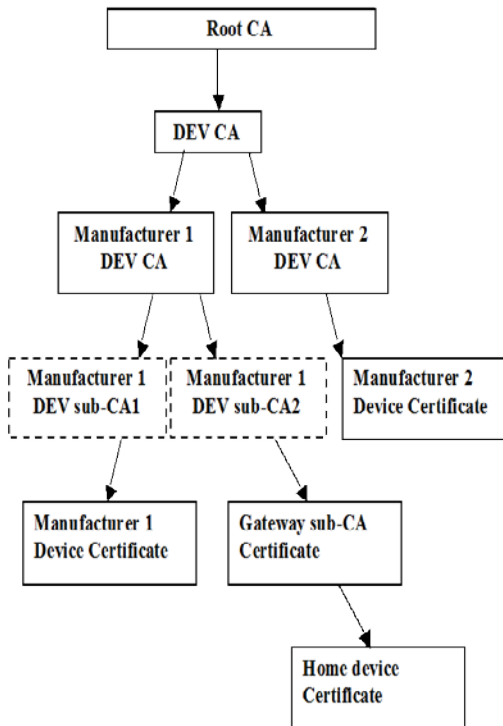 Root CA
DEV CA
Manufacturer 1
DEV CA
Manufacturer 2
DEV CA
Manufacturer 1
DEV sub-CA1
Manufacturer 1
DEV sub-CA2
Manufacturer 2
Device Certificate
Manufacturer 1
Device Certificate
Gateway sub-CA
Certificate
Home device
Certificate